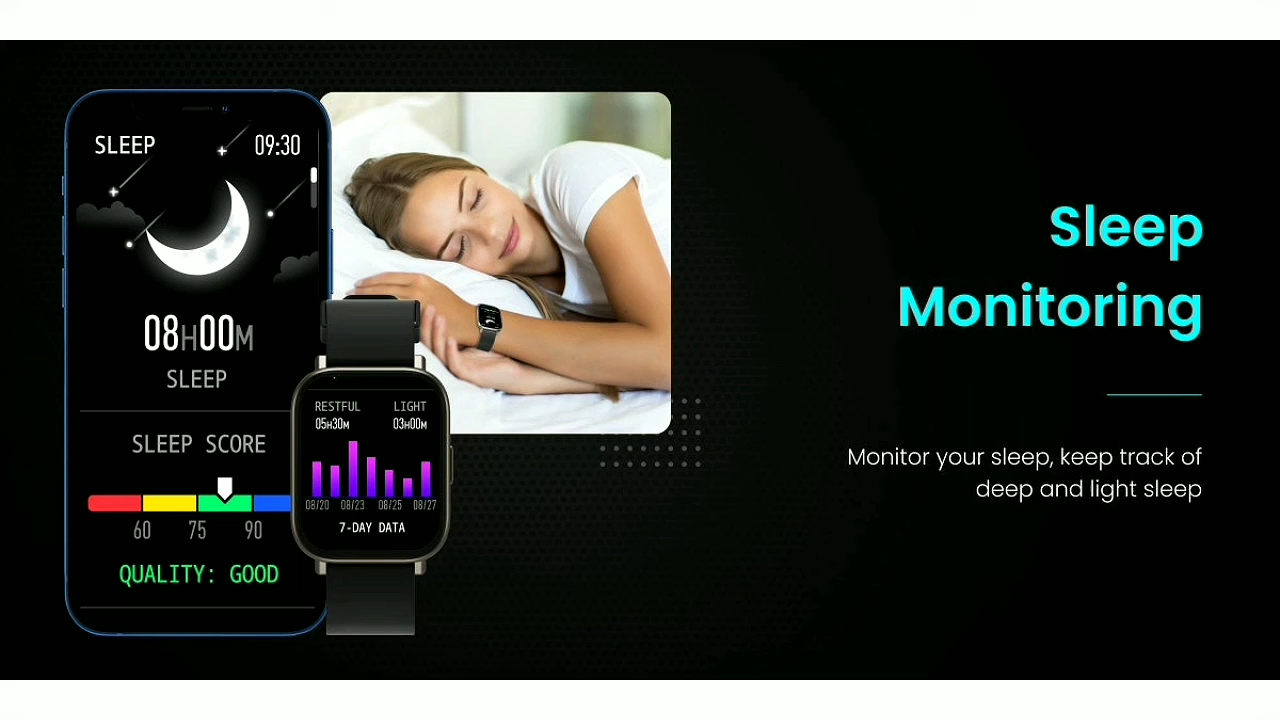 SLEEP 09:30
08H00M
SLEEP
SLEEP SCORE
60 75 90
QUALITY: GOOD
RESTFUL LIGHT
05H30M 03H00M
08/20 08/23 08/25 08/27
7-DAY DATA
Sleep
Monitoring
Monitor your sleep, keep track of
deep and light sleep